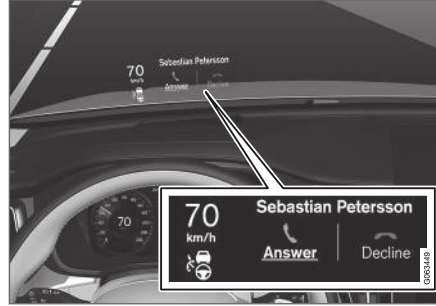 70
km/h
Sebastian Petersson
Answer
Decline
70
70
km/h
Sebastian Petersson
Answer
Decline
G063449